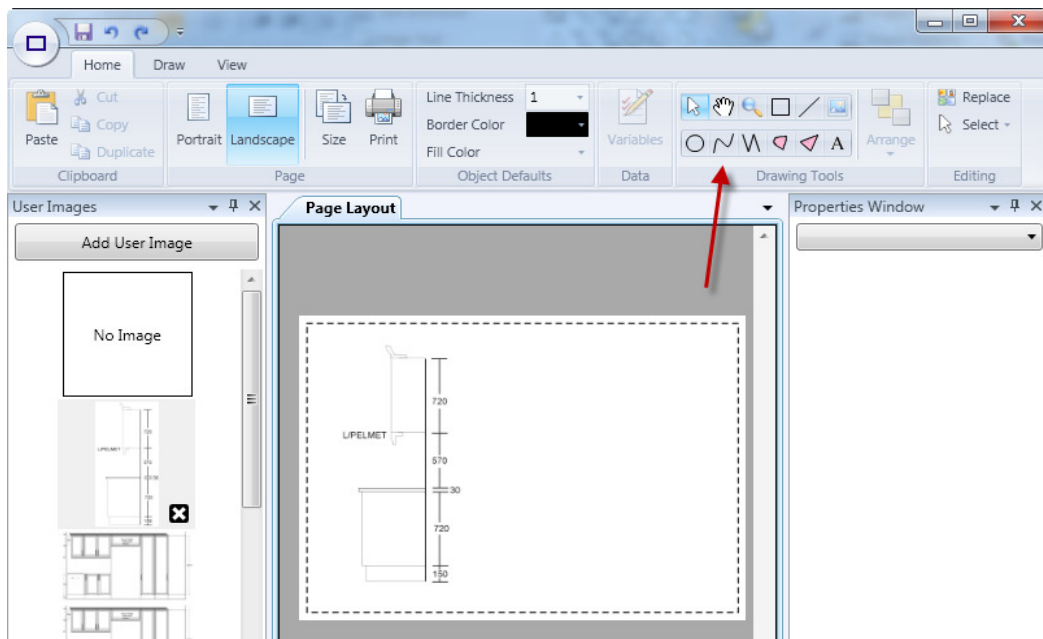 Home Draw View
Cut
Copy
Duplicate
Paste
Clipboard
Portrait Landscape Size Print
Page
Line Thickness 1
Border Color
Fill Color
Object Defaults
Variables
Data
A
Drawing Tools
Arrange
Replace
Select
Editing
User Images
Add User Image
No Image
Page Layout
720
L/PELMET
570
30
720
150
Properties Window